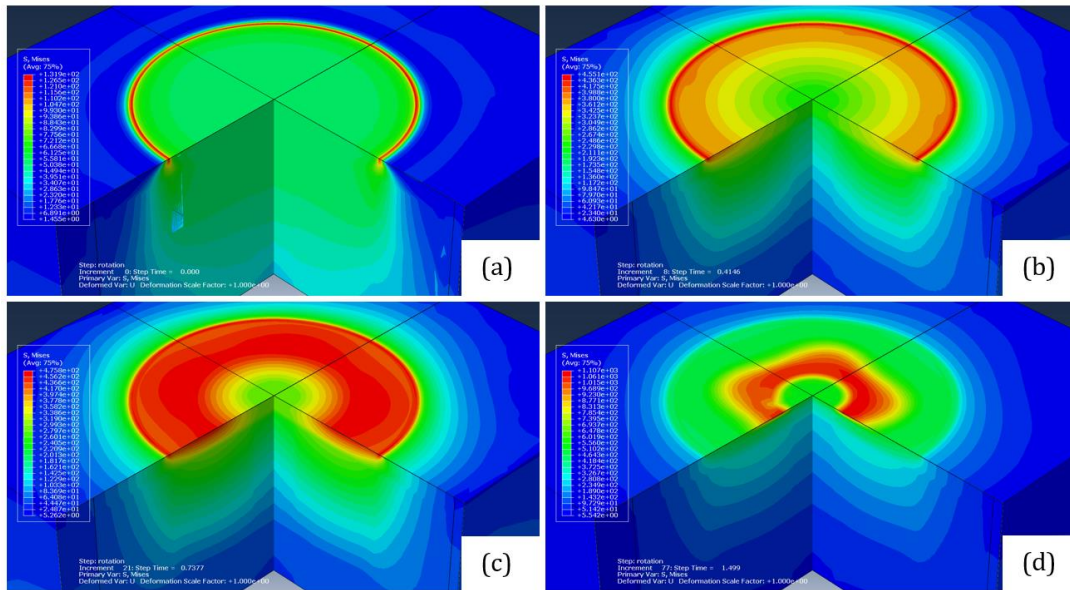 S, Mises
(Avg: 75%)
+1.319e+02
+1.265e+02
+1.210e+02
+1.156e+02
+1.102e+02
+1.047e+02
+9.930e+01
+9.386e+01
+8.843e+01
+8.299e+01
+7.756e+01
+7.212e+01
+6.668e+01
+6.125e+01
+5.581e+01
+5.038e+01
+4.494e+01
+3.951e+01
+3.407e+01
+2.863e+01
+2.320e+01
+1.776e+01
+1.233e+01
+6.891e+00
+1.455e+00
Step: rotation
Increment 0: Step Time = 0.000
Primary Var: S, Mises
Deformed Var: U Deformation Scale Factor: +1.000e+00
(a)
S, Mises
(Avg: 75%)
+4.551e+02
+4.363e+02
+4.175e+02
+3.988e+02
+3.800e+02
+3.612e+02
+3.425e+02
+3.237e+02
+3.049e+02
+2.862e+02
+2.674e+02
+2.486e+02
+2.298e+02
+2.111e+02
+1.923e+02
+1.735e+02
+1.548e+02
+1.360e+02
+1.172e+02
+9.847e+01
+7.970e+01
+6.093e+01
+4.217e+01
+2.340e+01
+4.630e+00
Step: rotation
Increment 8: Step Time = 0.4146
Primary Var: S, Mises
Deformed Var: U Deformation Scale Factor: +1.000e+00
(b)
S, Mises
(Avg: 75%)
+4.758e+02
+4.562e+02
+4.366e+02
+4.170e+02
+3.974e+02
+3.778e+02
+3.582e+02
+3.386e+02
+3.190e+02
+2.993e+02
+2.797e+02
+2.601e+02
+2.405e+02
+2.209e+02
+2.013e+02
+1.817e+02
+1.621e+02
+1.425e+02
+1.229e+02
+1.033e+02
+8.369e+01
+6.408e+01
+4.447e+01
+2.487e+01
+5.262e+00
Step: rotation
Increment 21: Step Time = 0.7377
Primary Var: S, Mises
Deformed Var: U Deformation Scale Factor: +1.000e+00
(c)
S, Mises
(Avg: 75%)
+1.107e+03
+1.061e+03
+1.015e+03
+9.689e+02
+9.230e+02
+8.771e+02
+8.313e+02
+7.854e+02
+7.395e+02
+6.937e+02
+6.478e+02
+6.019e+02
+5.560e+02
+5.102e+02
+4.643e+02
+4.184e+02
+3.725e+02
+3.267e+02
+2.808e+02
+2.349e+02
+1.890e+02
+1.432e+02
+9.729e+01
+5.142e+01
+5.542e+00
Step: rotation
Increment 77: Step Time = 1.499
Primary Var: S, Mises
Deformed Var: U Deformation Scale Factor: +1.000e+00
(d)